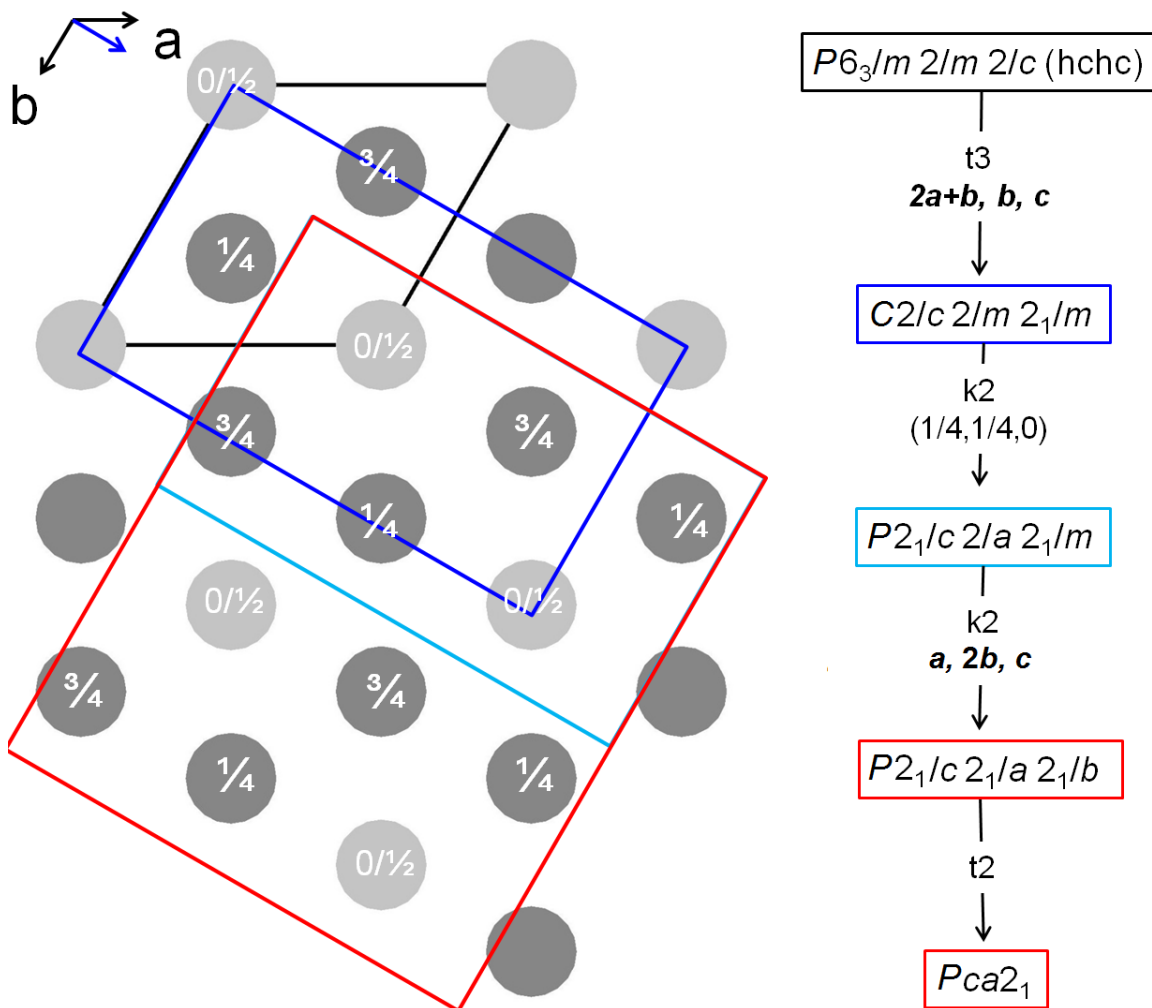 a
b
0/½
¾
¼
0/½
¾
¾
¼
¼
0/½
0/½
¾
¾
¼
¼
0/½
P6₃/m 2/m 2/c (hchc)
t3
2a+b, b, c
C2/c 2/m 2₁/m
k2
(1/4,1/4,0)
P2₁/c 2/a 2₁/m
k2
a, 2b, c
P2₁/c 2₁/a 2₁/b
t2
Pca2₁